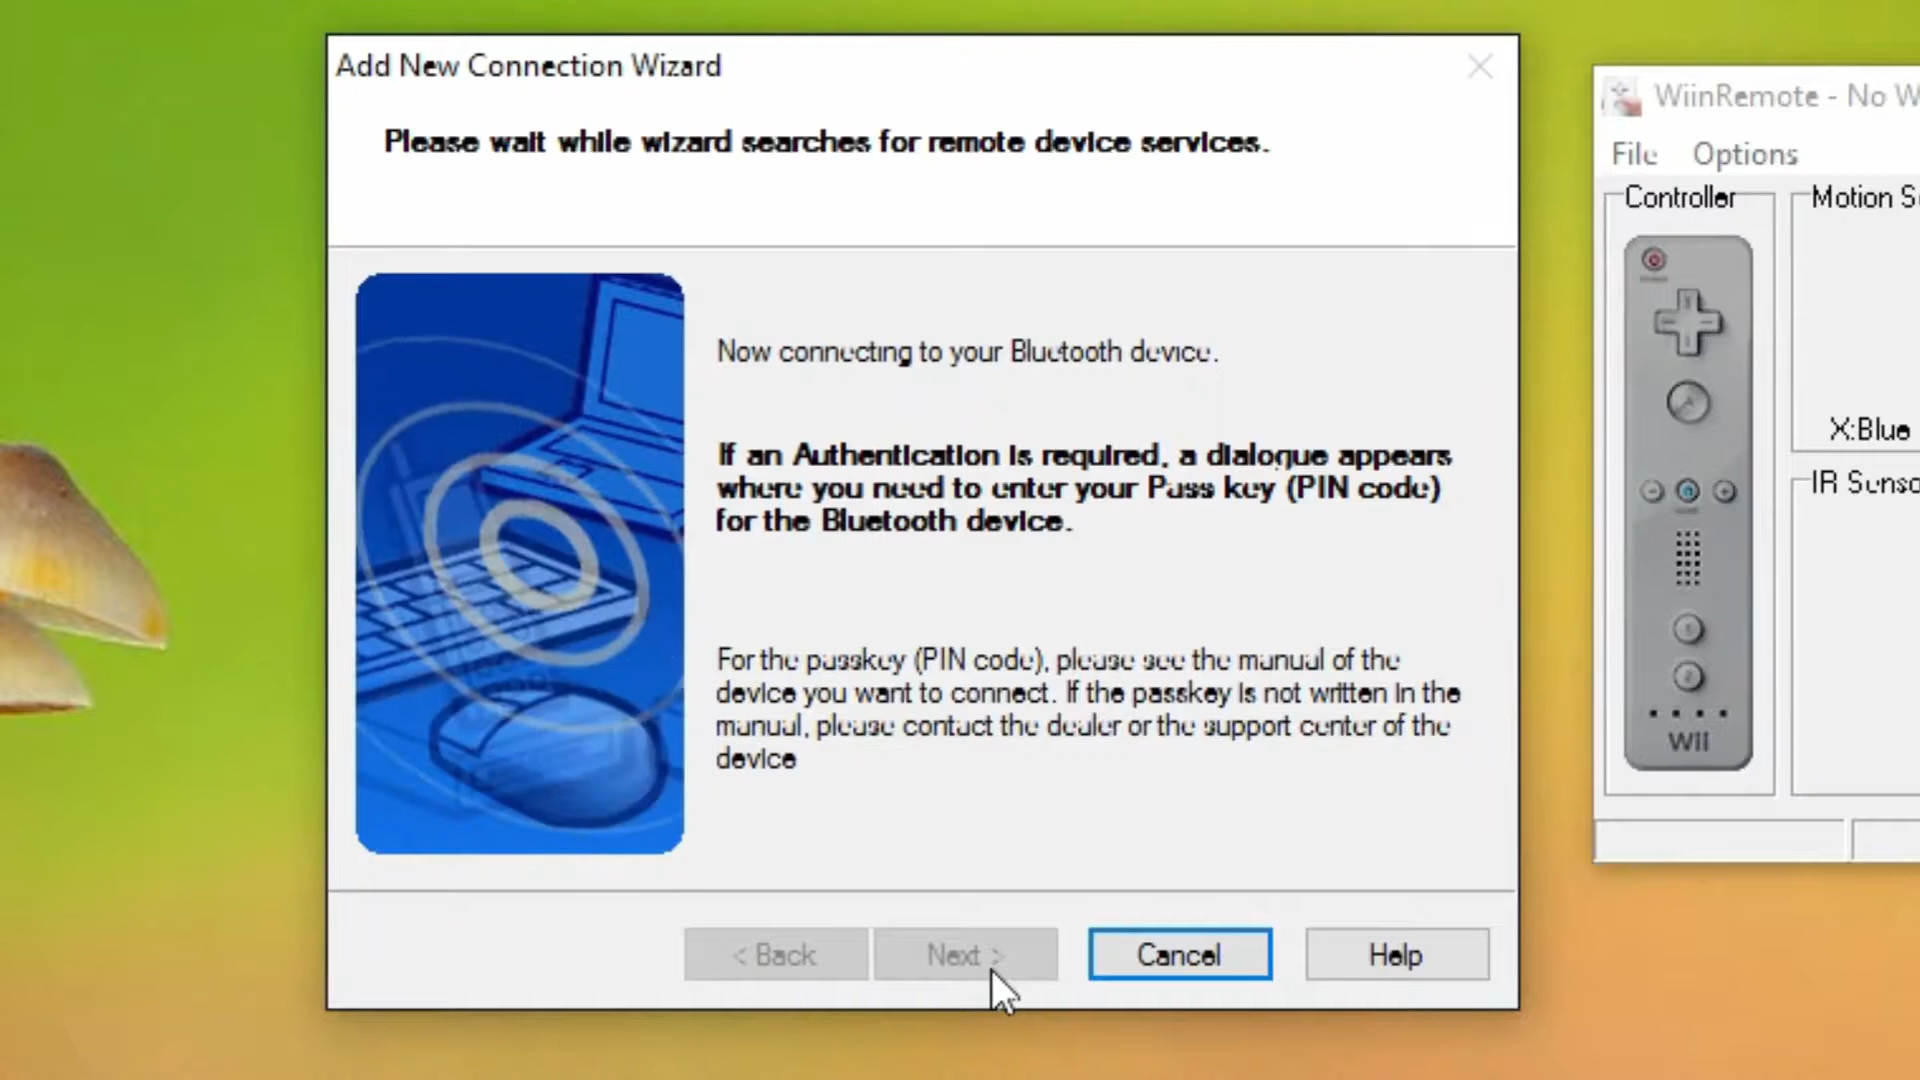 Add New Connection Wizard
Please wait while wizard searches for remote device services.
Now connecting to your Bluetooth device.
If an Authentication is required, a dialogue appears
where you need to enter your Pass key (PIN code)
for the Bluetooth device.
For the passkey (PIN code), please see the manual of the
device you want to connect. If the passkey is not written in the
manual, please contact the dealer or the support center of the
device
< Back
Next >
Cancel
Help
WiinRemote - No W
File Options
Controller
Motion Se
X:Blue
IR Senso
Wii